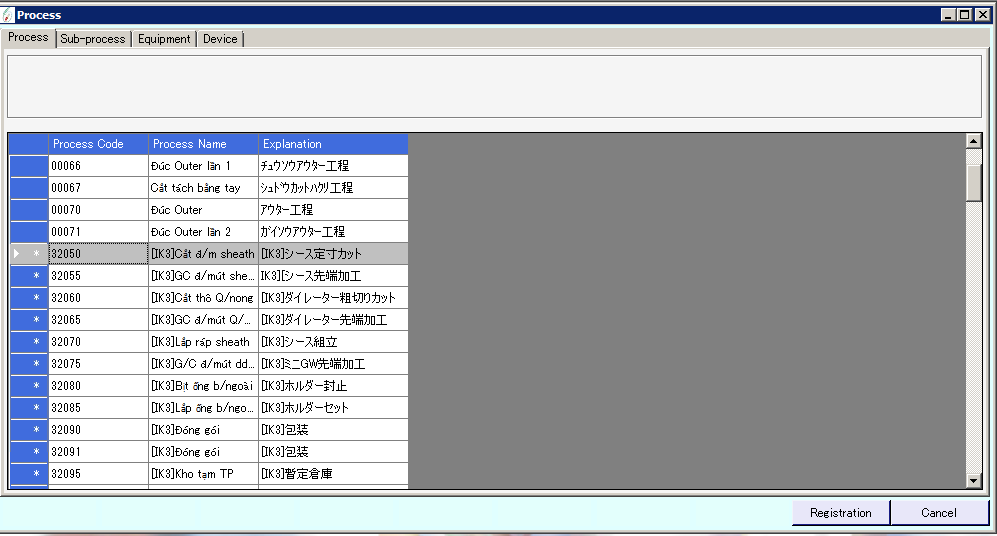 Process
Process Sub-process Equipment Device
Process Code Process Name Explanation
00066 Đúc Outer lần 1 チュウソウアウター工程
00067 Cắt tách bằng tay シュドウカットハクリ工程
00070 Đúc Outer アウター工程
00071 Đúc Outer lần 2 ガイソウアウター工程
* 32050 [IK3]Cắt đ/m sheath [IK3]シース定寸カット
* 32055 [IK3]GC đ/mút she... IK3][シース先端加工
* 32060 [IK3]Cắt thô Q/nong [IK3]ダイレーター粗切りカット
* 32065 [IK3]GC đ/mút Q/... [IK3]ダイレーター先端加工
* 32070 [IK3]Lắp ráp sheath [IK3]シース組立
* 32075 [IK3]G/C đ/mút dd... [IK3]ミニGW先端加工
* 32080 [IK3]Bịt ống b/ngoài [IK3]ホルダー封止
* 32085 [IK3]Lắp ống b/ngo... [IK3]ホルダーセット
* 32090 [IK3]Đóng gói [IK3]包装
* 32091 [IK3]Đóng gói [IK3]包装
* 32095 [IK3]Kho tạm TP [IK3]暫定倉庫
Registration Cancel